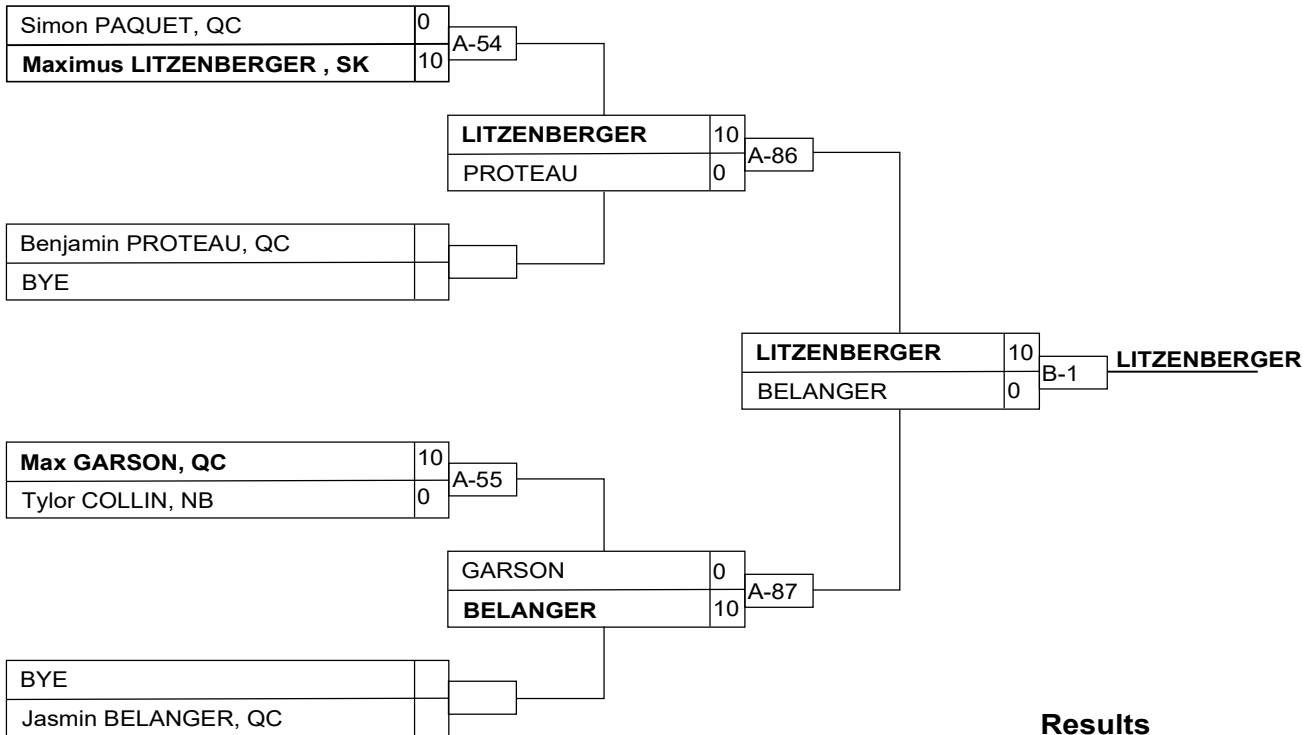 Simon PAQUET, QC 0
A-54
Maximus LITZENBERGER , SK 10
LITZENBERGER 10
A-86
PROTEAU 0
Benjamin PROTEAU, QC
BYE
LITZENBERGER 10
B-1
LITZENBERGER
BELANGER 0
Max GARSON, QC 10
A-55
Tylor COLLIN, NB 0
GARSON 0
A-87
BELANGER 10
BYE
Jasmin BELANGER, QC
Results